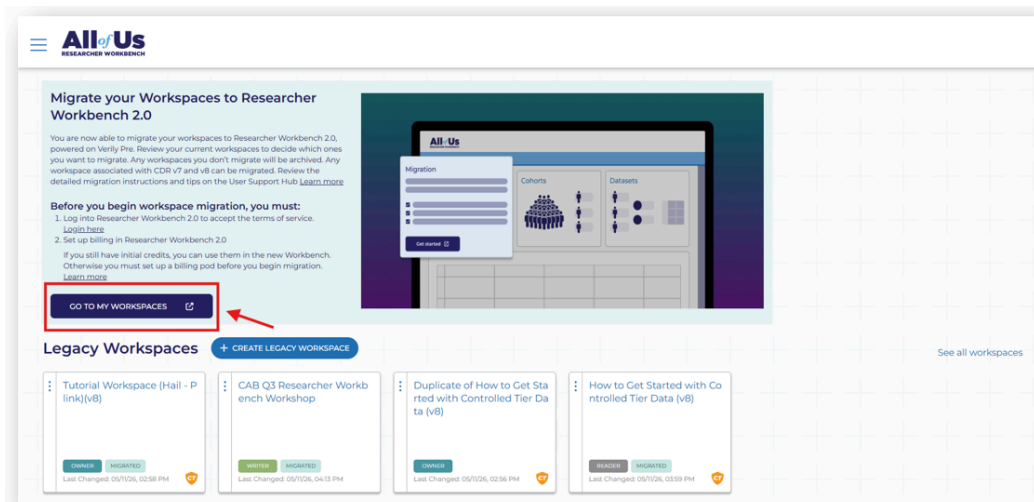 All of Us
RESEARCHER WORKBENCH
Migrate your Workspaces to Researcher
Workbench 2.0
You are now able to migrate your workspaces to Researcher Workbench 2.0,
powered on Verily Pre. Review your current workspaces to decide which ones
you want to migrate. Any workspaces you don't migrate will be archived. Any
workspace associated with CDR v7 and v8 can be migrated. Review the
detailed migration instructions and tips on the User Support Hub Learn more
Before you begin workspace migration, you must:
1. Log into Researcher Workbench 2.0 to accept the terms of service.
Login here
2. Set up billing in Researcher Workbench 2.0
If you still have initial credits, you can use them in the new Workbench.
Otherwise you must set up a billing pod before you begin migration.
Learn more
GO TO MY WORKSPACES
All of Us
RESEARCHER WORKBENCH
Migration
Get started
Cohorts
Datasets
Legacy Workspaces
+ CREATE LEGACY WORKSPACE
See all workspaces
Tutorial Workspace (Hail - P
link)(v8)
OWNER MIGRATED
Last Changed: 05/11/26, 02:58 PM
CT
CAB Q3 Researcher Workb
ench Workshop
WRITER MIGRATED
Last Changed: 05/11/26, 04:13 PM
Duplicate of How to Get Sta
rted with Controlled Tier Da
ta (v8)
OWNER
Last Changed: 05/11/26, 02:56 PM
CT
How to Get Started with Co
ntrolled Tier Data (v8)
READER MIGRATED
Last Changed: 05/11/26, 03:59 PM
CT